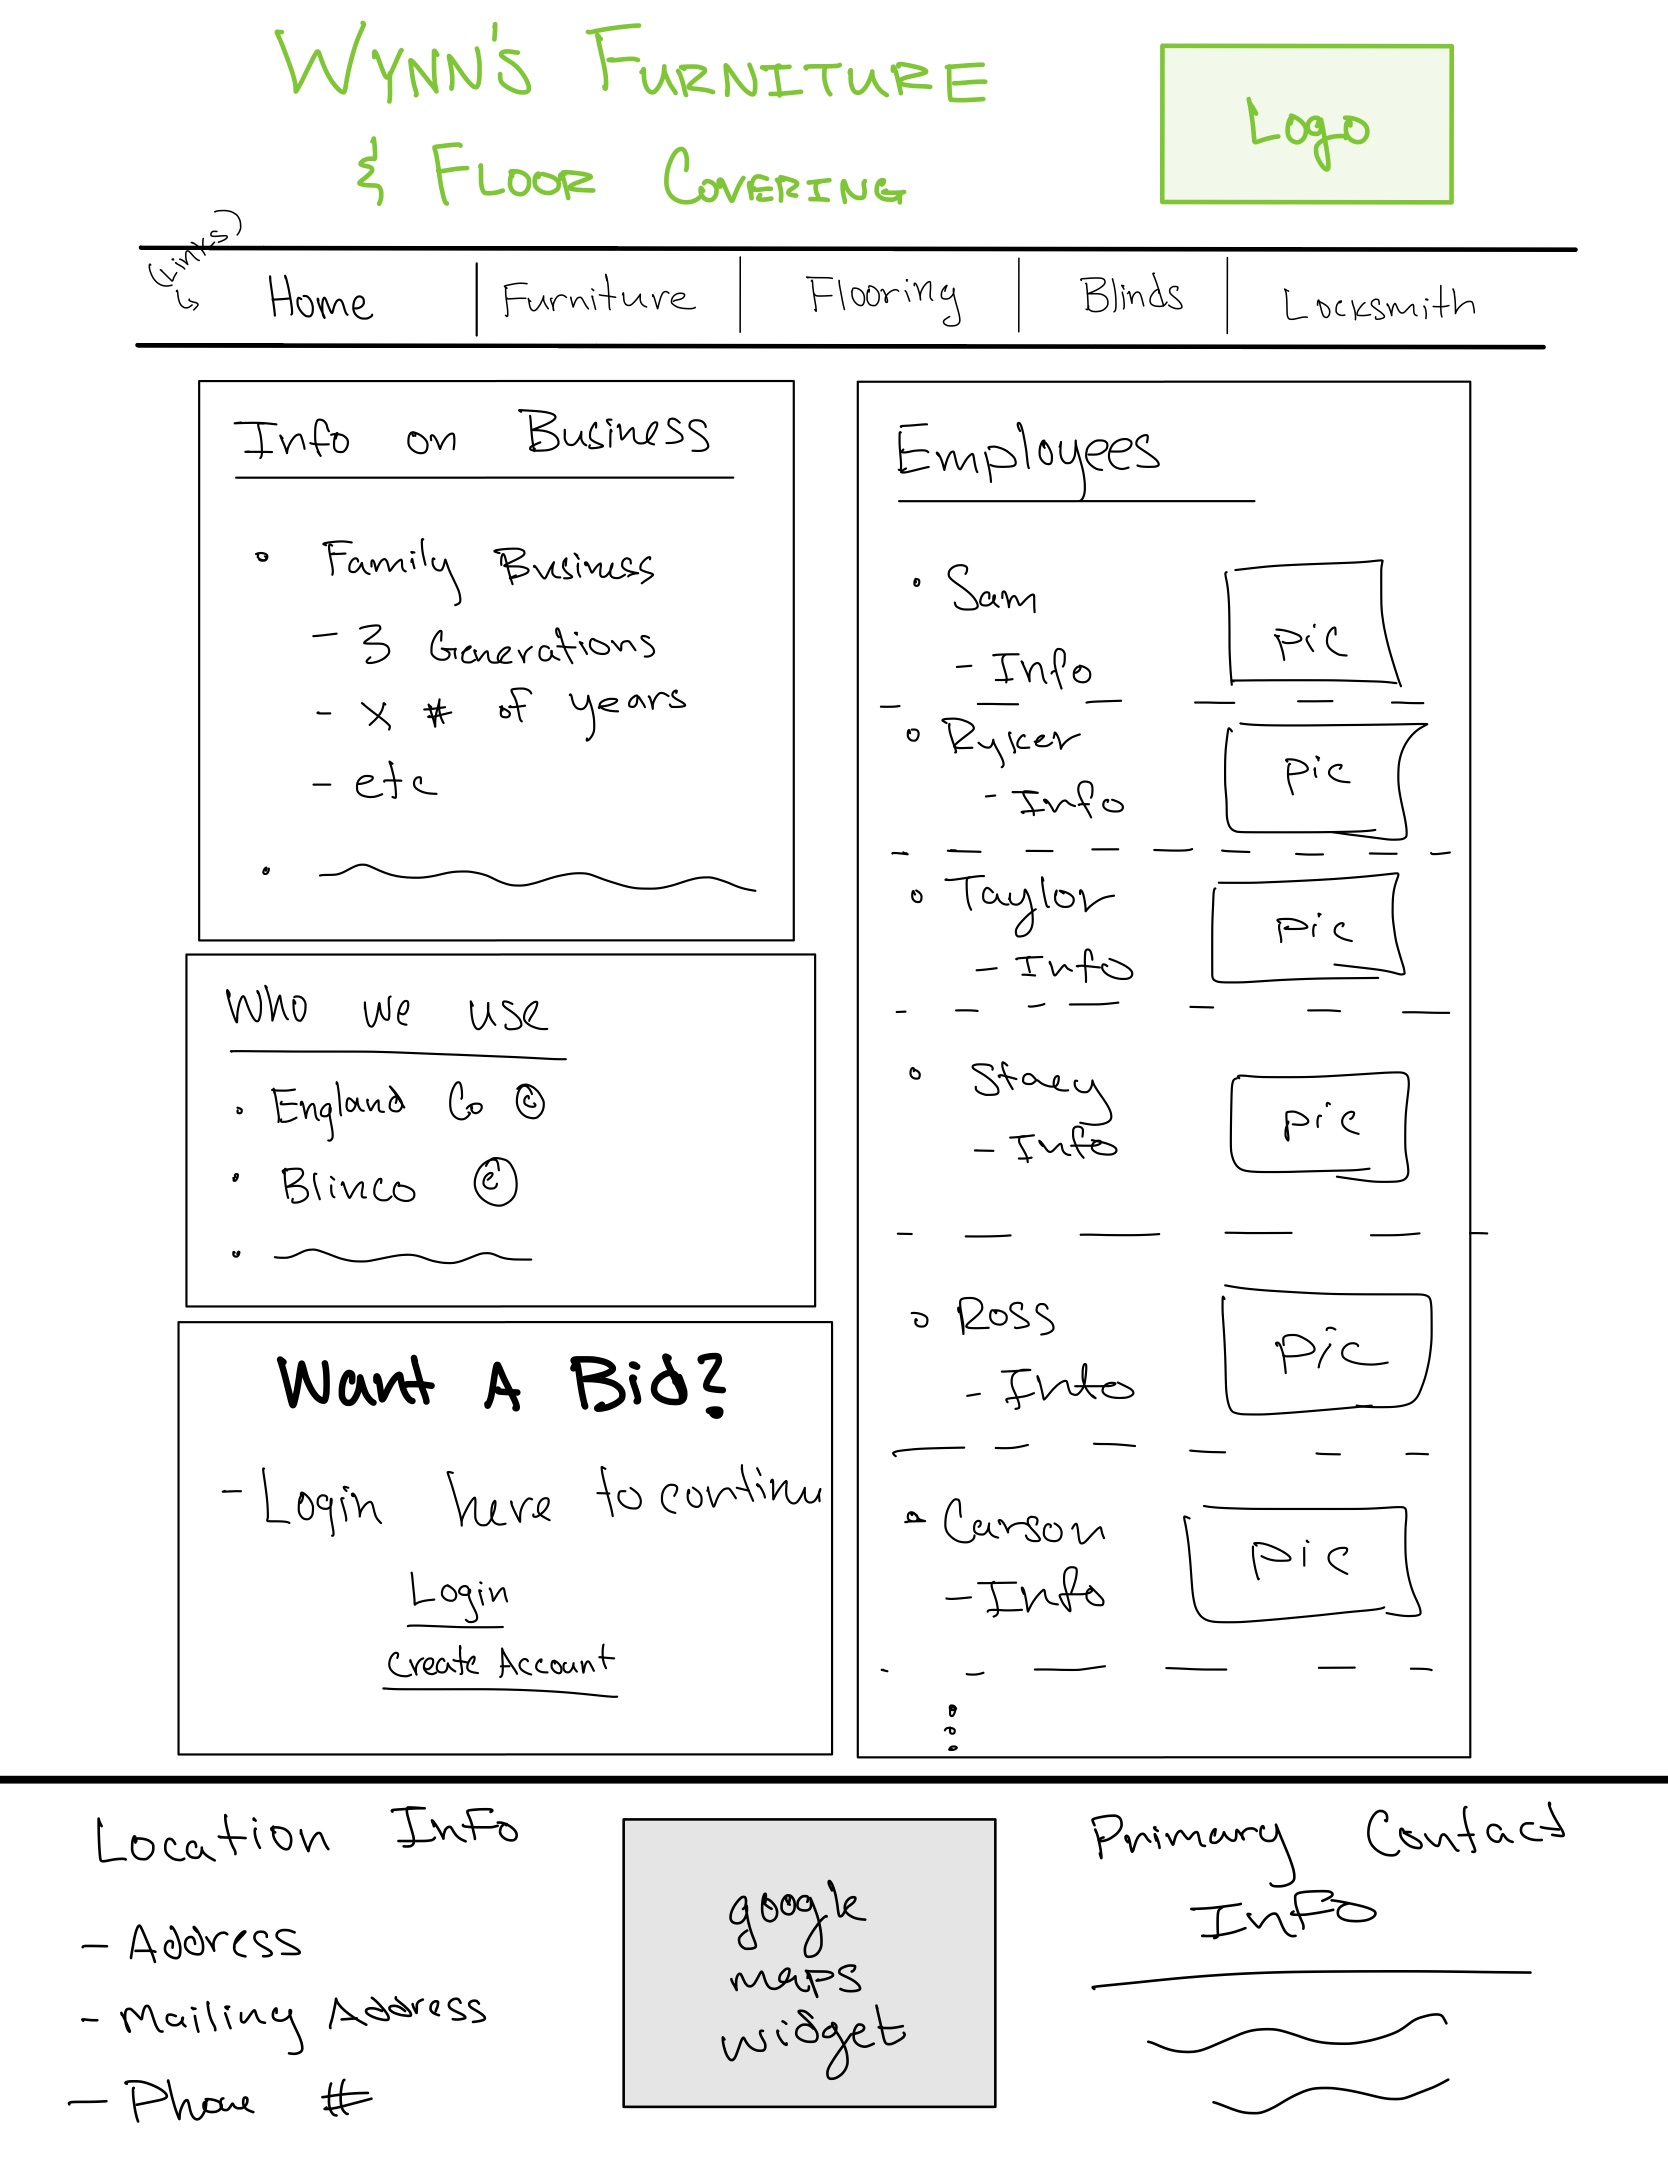 WYNN'S FURNITURE
& FLOOR COVERING
Logo
(Links)
Home
Furniture
Flooring
Blinds
Locksmith
Info on Business
• Family Business
- 3 Generations
- X # of years
- etc
Who we use
• England Co ©
• Blinco ©
Want A Bid?
- Login here to continu
Login
Create Account
Employees
• Sam
- Info
pic
• Ryker
- Info
pic
• Taylor
- Info
pic
• Stacy
- Info
pic
• Ross
- Info
pic
• Carson
- Info
pic
Location Info
- Address
- Mailing Address
- Phone #
google
maps
widget
Primary Contact
Info